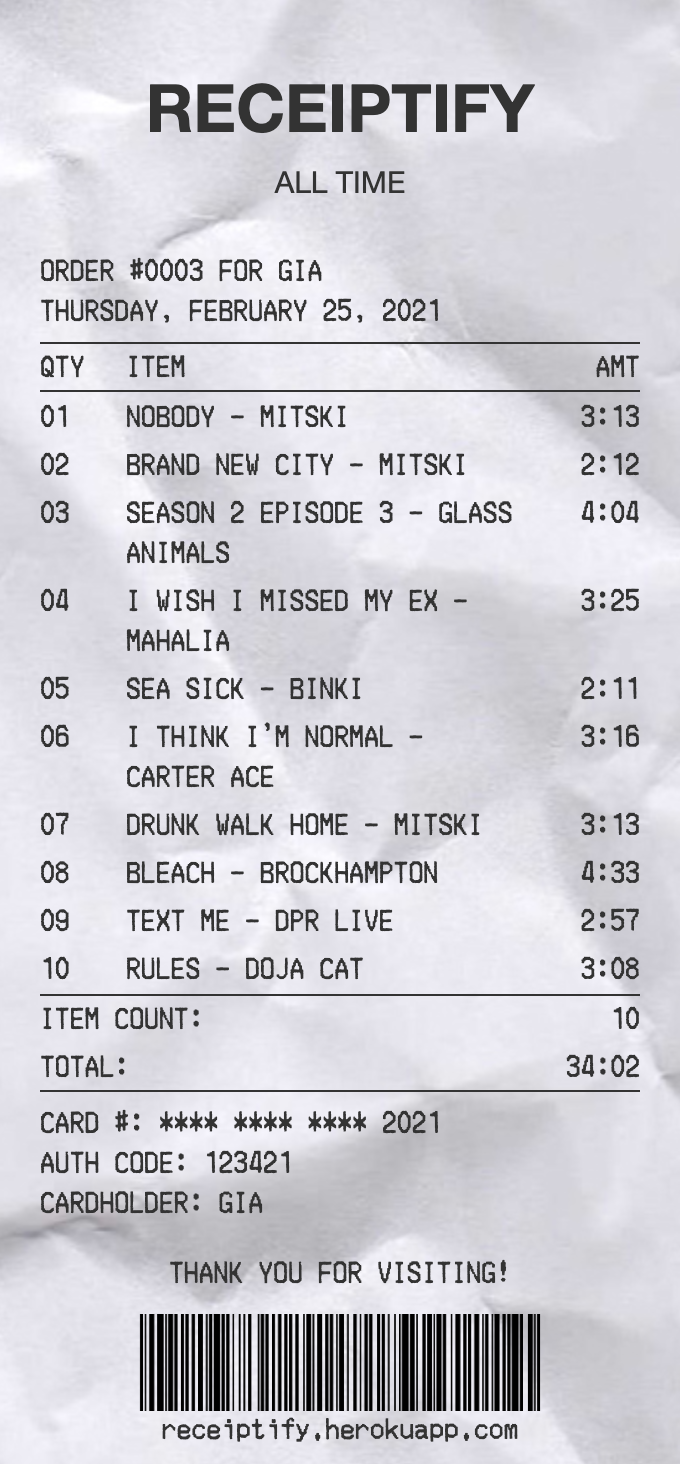 RECEIPTIFY
ALL TIME
ORDER #0003 FOR GIA
THURSDAY, FEBRUARY 25, 2021
QTY ITEM AMT
01 NOBODY - MITSKI 3:13
02 BRAND NEW CITY - MITSKI 2:12
03 SEASON 2 EPISODE 3 - GLASS 4:04
ANIMALS
04 I WISH I MISSED MY EX - 3:25
MAHALIA
05 SEA SICK - BINKI 2:11
06 I THINK I'M NORMAL - 3:16
CARTER ACE
07 DRUNK WALK HOME - MITSKI 3:13
08 BLEACH - BROCKHAMPTON 4:33
09 TEXT ME - DPR LIVE 2:57
10 RULES - DOJA CAT 3:08
ITEM COUNT: 10
TOTAL: 34:02
CARD #: **** **** **** 2021
AUTH CODE: 123421
CARDHOLDER: GIA
THANK YOU FOR VISITING!
receiptify.herokuapp.com